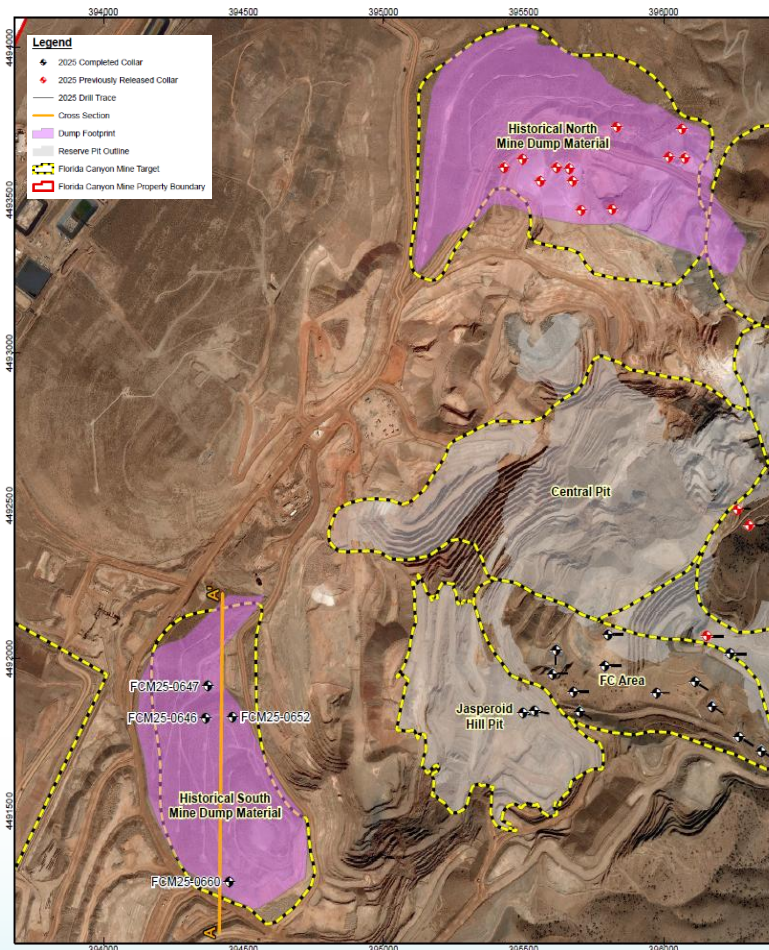 394000
394500
395000
395500
396000
4494000
4493500
4493000
4492500
4492000
4491500
Legend
2025 Completed Collar
2025 Previously Released Collar
2025 Drill Trace
Cross Section
Dump Footprint
Reserve Pit Outline
Florida Canyon Mine Target
Florida Canyon Mine Property Boundary
Historical North
Mine Dump Material
Central Pit
A'
FCM25-0647
FCM25-0646
FCM25-0652
FC Area
Jasperoid
Hill Pit
Historical South
Mine Dump Material
FCM25-0660
A
394000
394500
395000
395500
396000